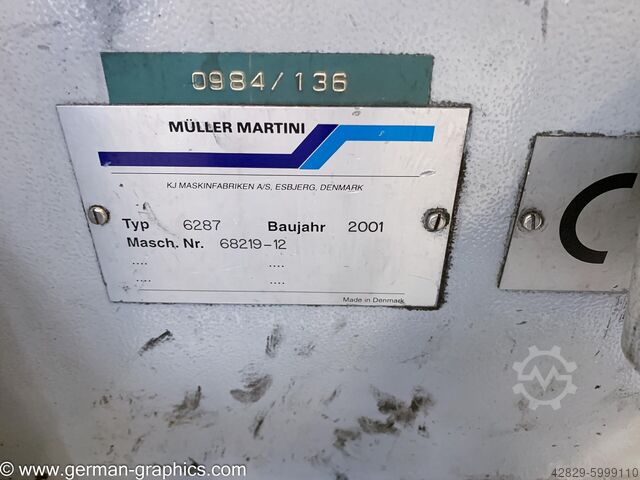 0984/136
MÜLLER MARTINI
KJ MASKINFABRIKEN A/S, ESBJERG, DENMARK
Typ 6287 Baujahr 2001
Masch. Nr. 68219-12
.... ....
.... ....
Made in Denmark
C
© www.german-graphics.com
42829-5999110